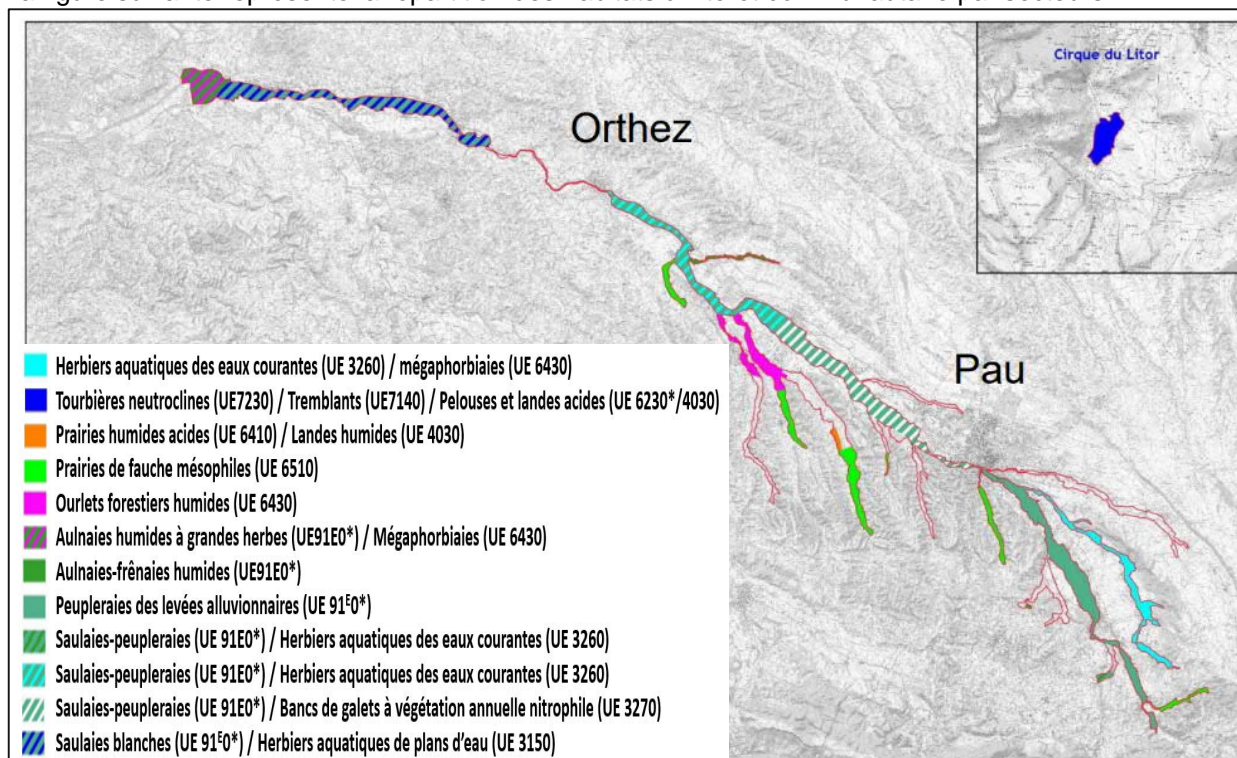 Cirque du Litor
Orthez
Pau
Herbiers aquatiques des eaux courantes (UE 3260) / mégaphorbiaies (UE 6430)
Tourbières neutroclines (UE7230) / Tremblants (UE7140) / Pelouses et landes acides (UE 6230*/4030)
Prairies humides acides (UE 6410) / Landes humides (UE 4030)
Prairies de fauche mésophiles (UE 6510)
Ourlets forestiers humides (UE 6430)
Aulnaies humides à grandes herbes (UE91E0*) / Mégaphorbiaies (UE 6430)
Aulnaies-frênaies humides (UE91E0*)
Peupleraies des levées alluvionnaires (UE 91ᴱ0*)
Saulaies-peupleraies (UE 91E0*) / Herbiers aquatiques des eaux courantes (UE 3260)
Saulaies-peupleraies (UE 91E0*) / Herbiers aquatiques des eaux courantes (UE 3260)
Saulaies-peupleraies (UE 91E0*) / Bancs de galets à végétation annuelle nitrophile (UE 3270)
Saulaies blanches (UE 91ᴱ0*) / Herbiers aquatiques de plans d'eau (UE 3150)